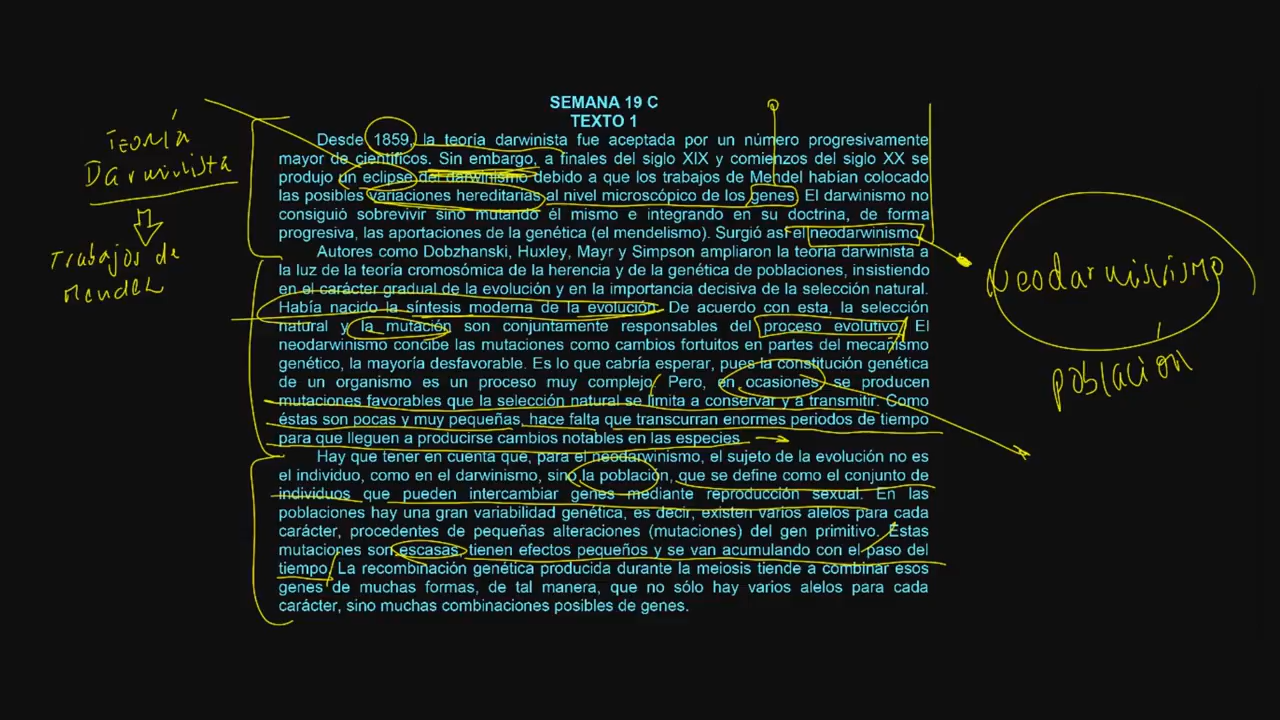 SEMANA 19 C
TEXTO 1
Desde 1859, la teoría darwinista fue aceptada por un número progresivamente
mayor de científicos. Sin embargo, a finales del siglo XIX y comienzos del siglo XX se
produjo un eclipse del darwinismo debido a que los trabajos de Mendel habían colocado
las posibles variaciones hereditarias al nivel microscópico de los genes. El darwinismo no
consiguió sobrevivir sino mutando él mismo e integrando en su doctrina, de forma
progresiva, las aportaciones de la genética (el mendelismo). Surgió así el neodarwinismo.
Autores como Dobzhanski, Huxley, Mayr y Simpson ampliaron la teoría darwinista a
la luz de la teoría cromosómica de la herencia y de la genética de poblaciones, insistiendo
en el carácter gradual de la evolución y en la importancia decisiva de la selección natural.
Había nacido la síntesis moderna de la evolución. De acuerdo con esta, la selección
natural y la mutación son conjuntamente responsables del proceso evolutivo. El
neodarwinismo concibe las mutaciones como cambios fortuitos en partes del mecanismo
genético, la mayoría desfavorable. Es lo que cabría esperar, pues la constitución genética
de un organismo es un proceso muy complejo. Pero, en ocasiones se producen
mutaciones favorables que la selección natural se limita a conservar y a transmitir. Como
éstas son pocas y muy pequeñas, hace falta que transcurran enormes periodos de tiempo
para que lleguen a producirse cambios notables en las especies.
Hay que tener en cuenta que, para el neodarwinismo, el sujeto de la evolución no es
el individuo, como en el darwinismo, sino la población, que se define como el conjunto de
individuos que pueden intercambiar genes mediante reproducción sexual. En las
poblaciones hay una gran variabilidad genética, es decir, existen varios alelos para cada
carácter, procedentes de pequeñas alteraciones (mutaciones) del gen primitivo. Estas
mutaciones son escasas, tienen efectos pequeños y se van acumulando con el paso del
tiempo. La recombinación genética producida durante la meiosis tiende a combinar esos
genes de muchas formas, de tal manera, que no sólo hay varios alelos para cada
carácter, sino muchas combinaciones posibles de genes.
Teoría
Darwinista
Trabajos de
Mendel
Neodarwinismo
población